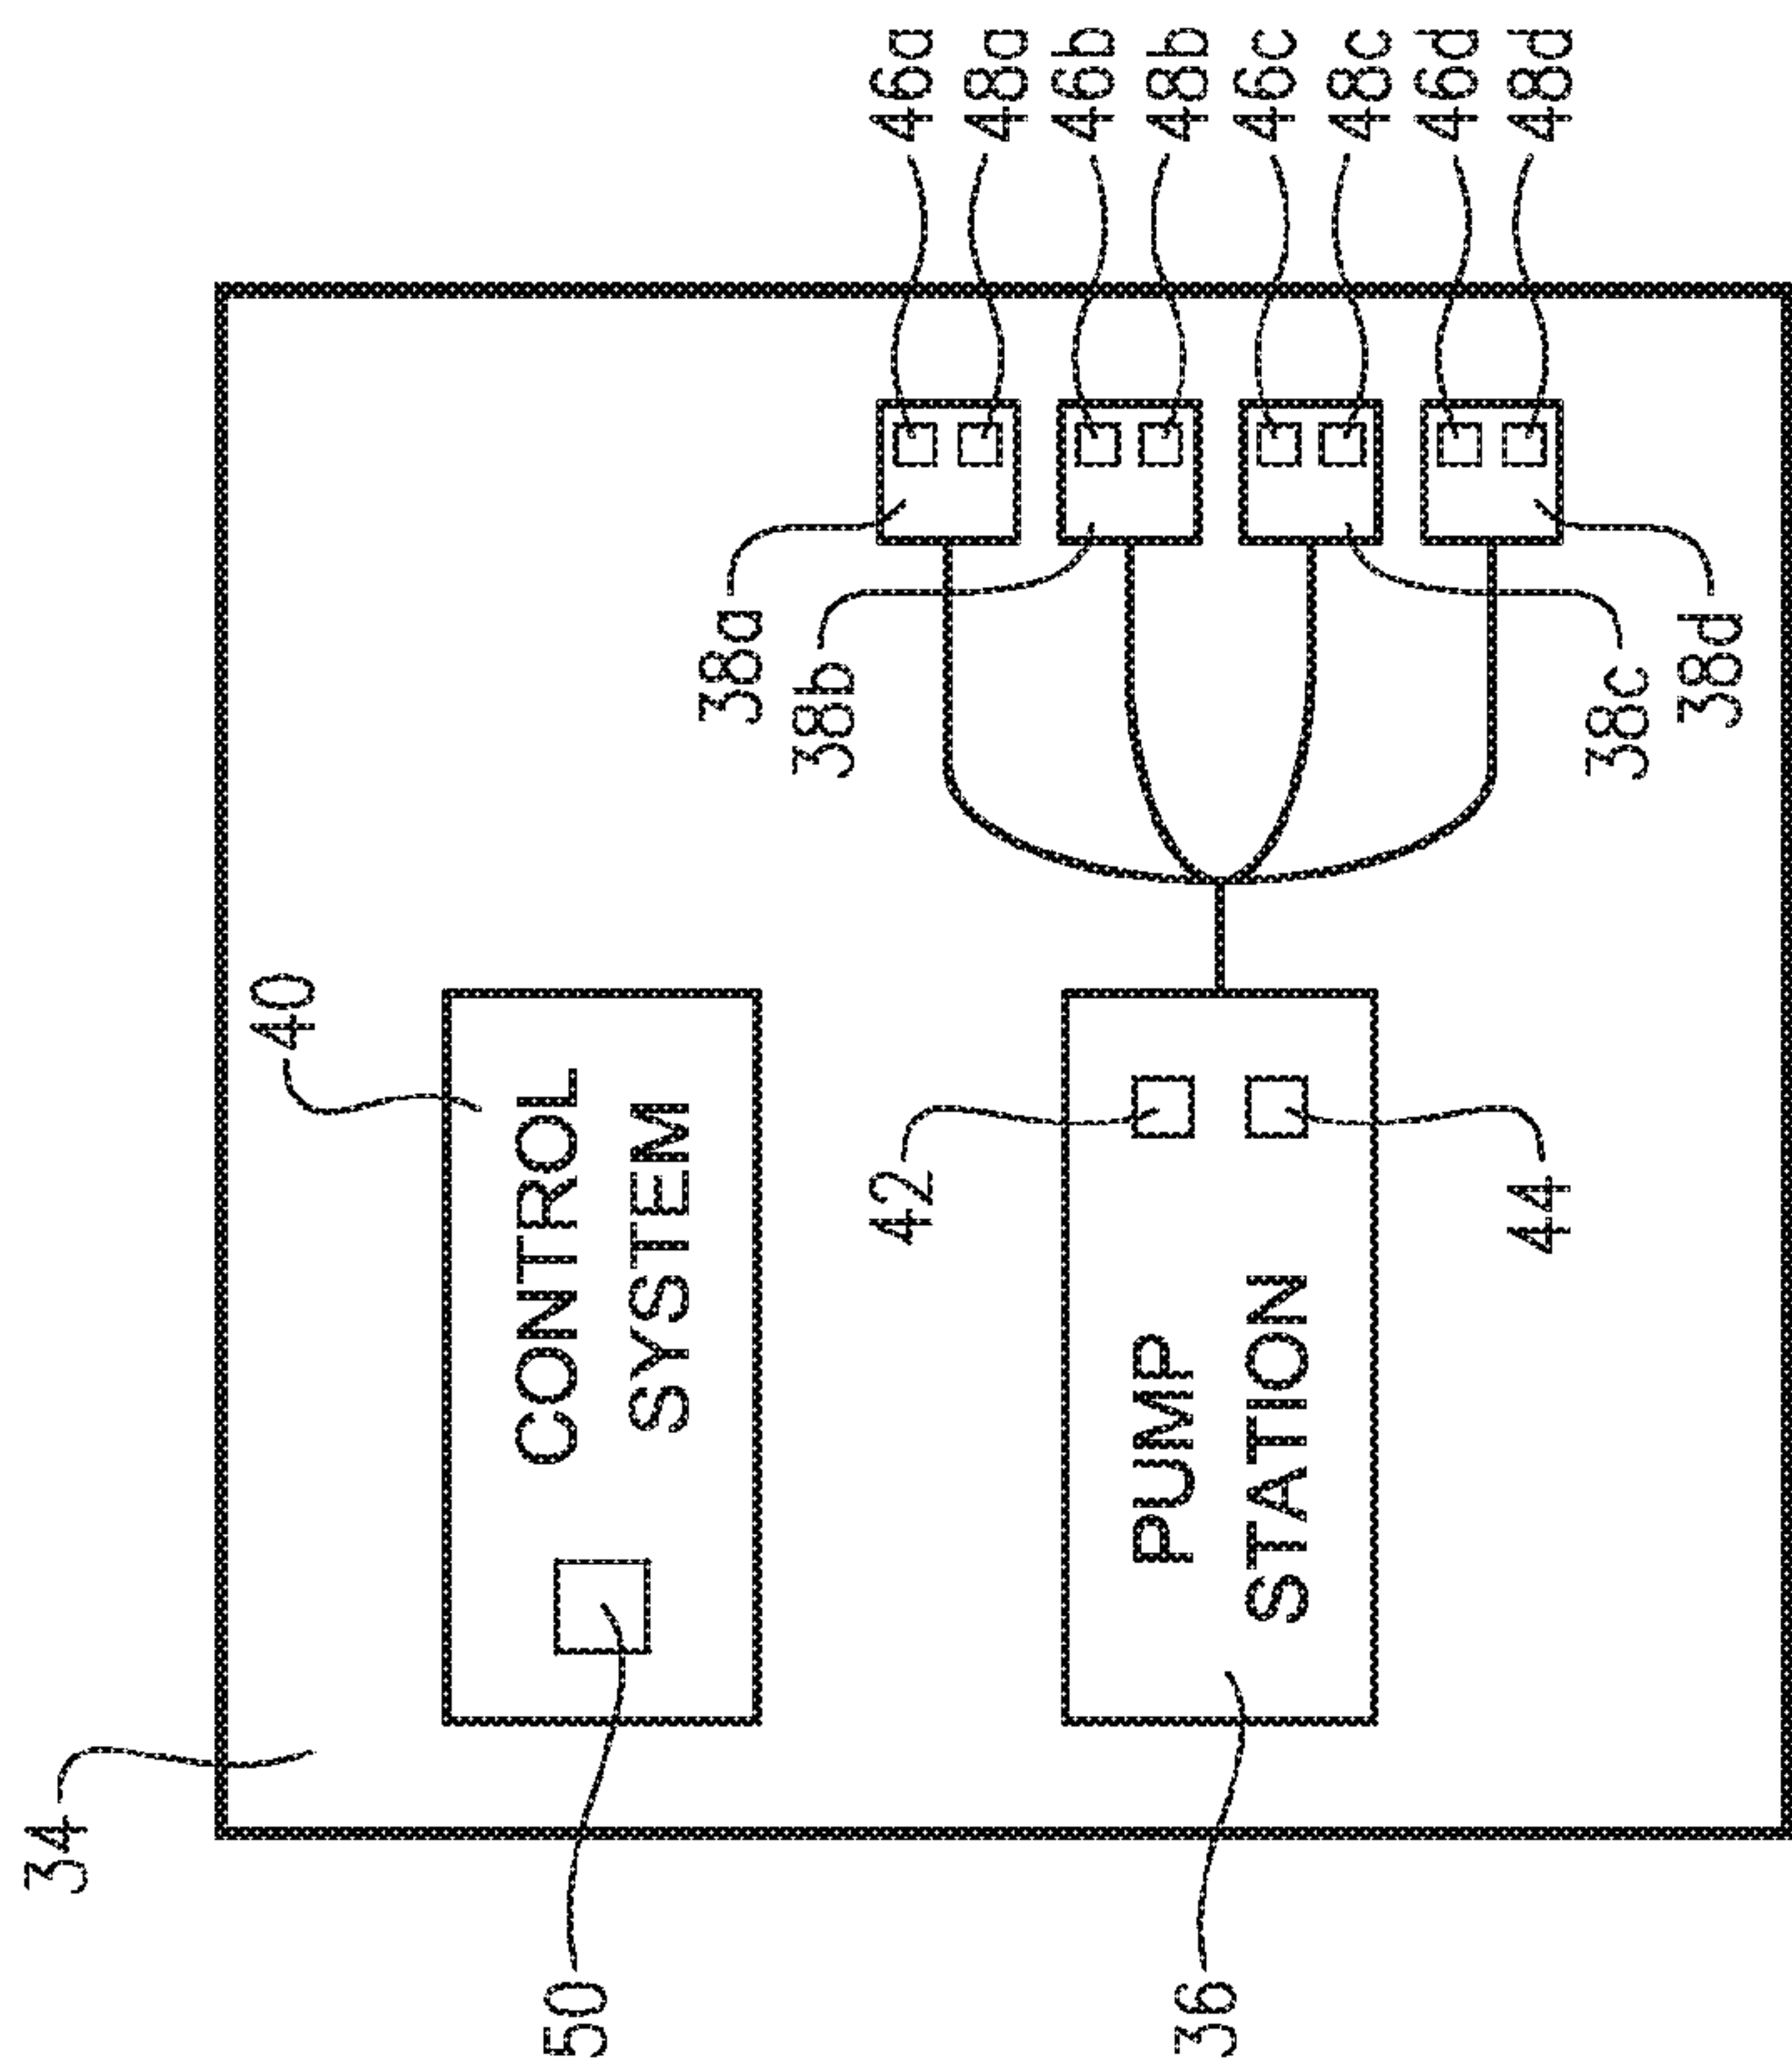 34
40
CONTROL
SYSTEM
50
38a
38b
46a
48a
46b
48b
46c
48c
46d
48d
42
PUMP
STATION
44
36
38c
38d